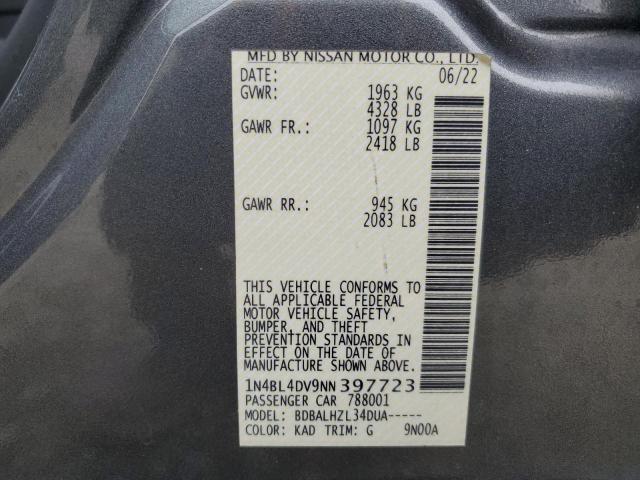 MFD BY NISSAN MOTOR CO., LTD.
DATE: 06/22
GVWR: 1963 KG
4328 LB
GAWR FR.: 1097 KG
2418 LB
GAWR RR.: 945 KG
2083 LB
THIS VEHICLE CONFORMS TO
ALL APPLICABLE FEDERAL
MOTOR VEHICLE SAFETY,
BUMPER, AND THEFT
PREVENTION STANDARDS IN
EFFECT ON THE DATE OF
MANUFACTURE SHOWN ABOVE.
1N4BL4DV9NN397723
PASSENGER CAR 788001
MODEL: BDBALHZL34DUA-----
COLOR: KAD TRIM: G 9N00A